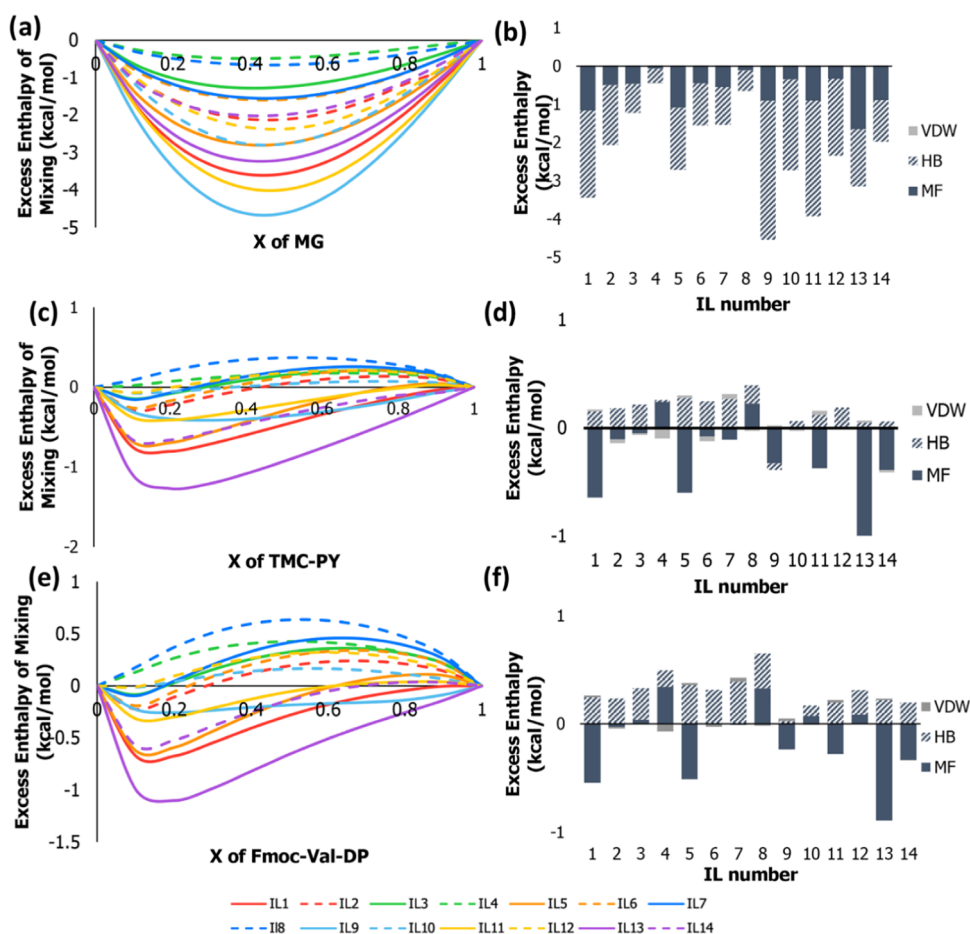 (a)
Excess Enthalpy of
Mixing (kcal/mol)
0
-1
-2
-3
-4
-5
0
0.2
0.4
0.6
0.8
1
X of MG
(b)
Excess Enthalpy
(kcal/mol)
1
0
-1
-2
-3
-4
-5
1 2 3 4 5 6 7 8 9 10 11 12 13 14
IL number
VDW
HB
MF
(c)
Excess Enthalpy of
Mixing (kcal/mol)
1
0
-1
-2
0
0.2
0.4
0.6
0.8
1
X of TMC-PY
(d)
Excess Enthalpy
(kcal/mol)
1
0
-1
1 2 3 4 5 6 7 8 9 10 11 12 13 14
IL number
VDW
HB
MF
(e)
Excess Enthalpy of Mixing
(kcal/mol)
1
0.5
0
-0.5
-1
-1.5
0
0.2
0.4
0.6
0.8
1
X of Fmoc-Val-DP
(f)
Excess Enthalpy
(kcal/mol)
1
0
-1
1 2 3 4 5 6 7 8 9 10 11 12 13 14
IL number
VDW
HB
MF
IL1 IL2 IL3 IL4 IL5 IL6 IL7
Il8 IL9 IL10 IL11 IL12 IL13 IL14